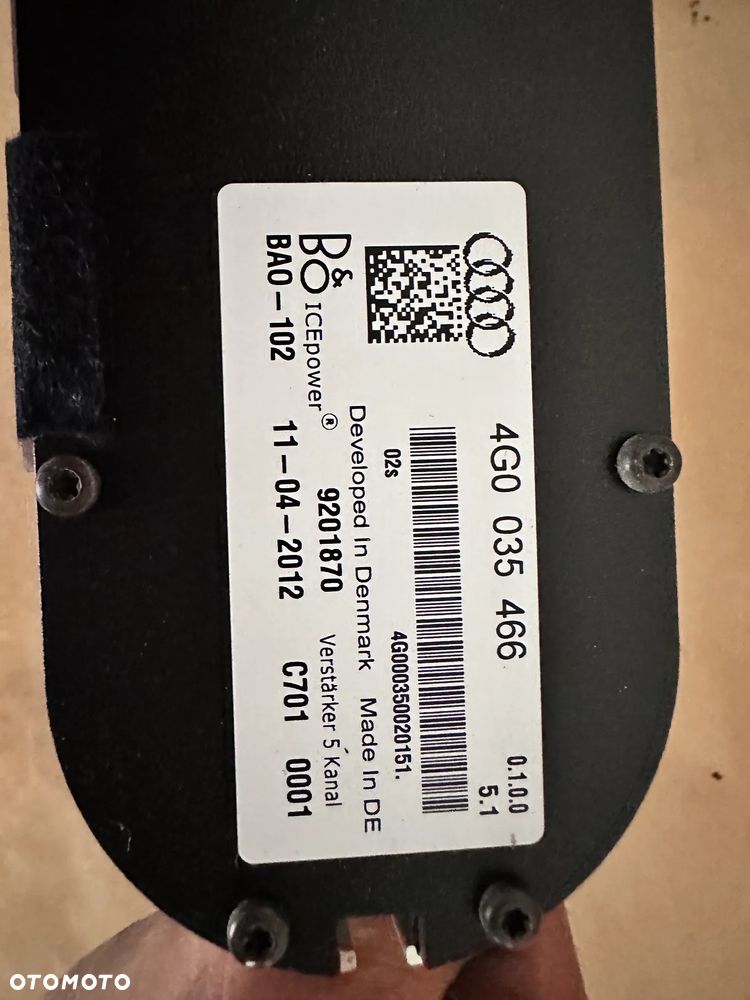 4G0 035 466
0.1.0.0
5.1
02s
4G000350020151.
Developed In Denmark Made In DE
B&O ICEpower® 9201870 Verstärker 5 Kanal
BAO-102 11-04-2012 C701 0001
OTOMOTO